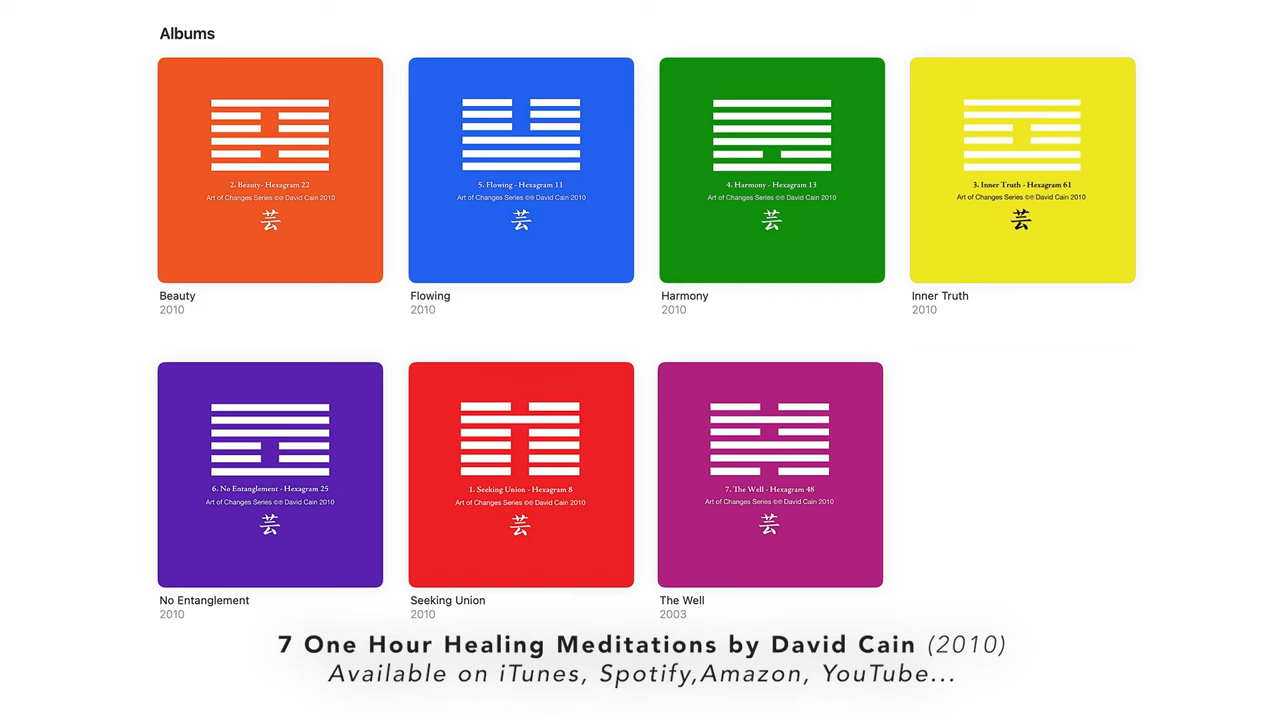 Albums
2. Beauty- Hexagram 22
Art of Changes Series ©℗ David Cain 2010
芸
Beauty
2010
5. Flowing - Hexagram 11
Art of Changes Series ©℗ David Cain 2010
芸
Flowing
2010
4. Harmony - Hexagram 13
Art of Changes Series ©℗ David Cain 2010
芸
Harmony
2010
3. Inner Truth - Hexagram 61
Art of Changes Series ©℗ David Cain 2010
芸
Inner Truth
2010
6. No Entanglement - Hexagram 25
Art of Changes Series ©℗ David Cain 2010
芸
No Entanglement
2010
1. Seeking Union - Hexagram 8
Art of Changes Series ©℗ David Cain 2010
芸
Seeking Union
2010
7. The Well - Hexagram 48
Art of Changes Series ©℗ David Cain 2010
芸
The Well
2003
7 One Hour Healing Meditations by David Cain (2010)
Available on iTunes, Spotify,Amazon, YouTube...